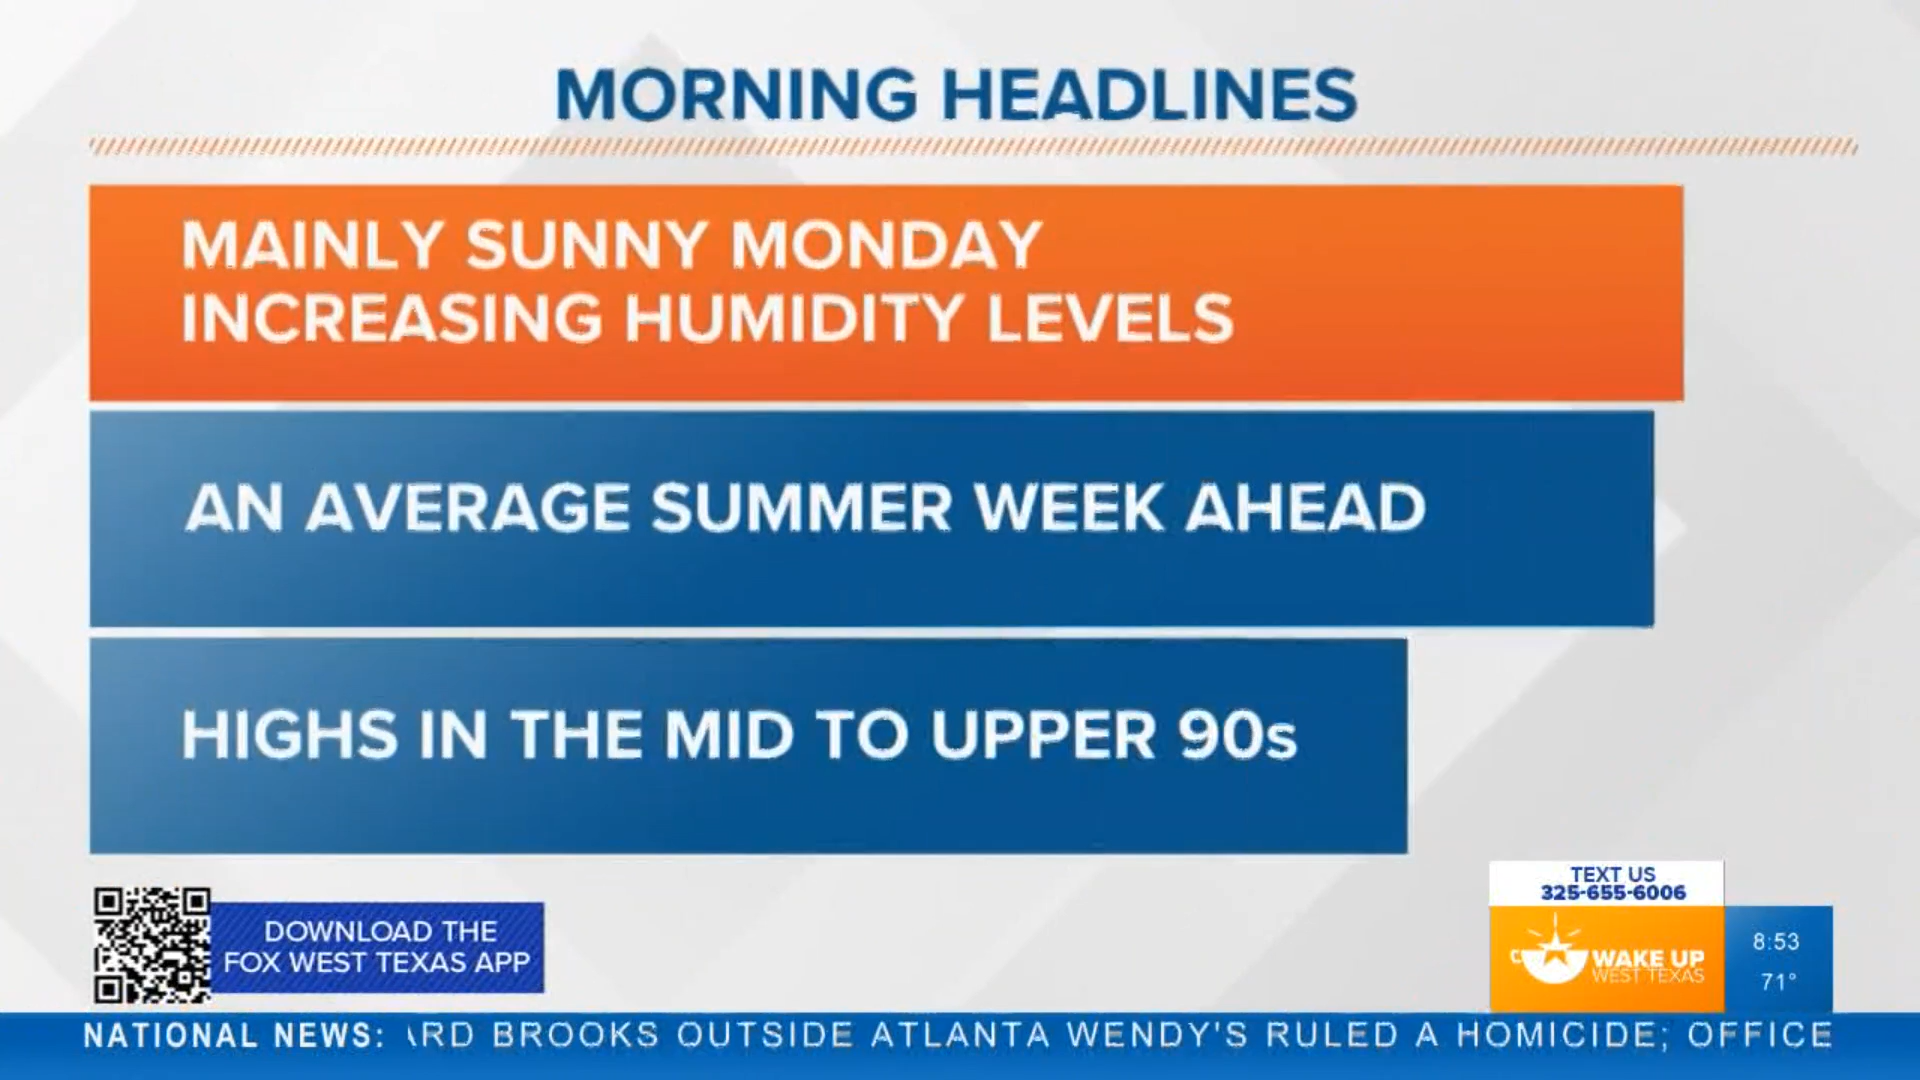 MORNING HEADLINES
MAINLY SUNNY MONDAY
INCREASING HUMIDITY LEVELS
AN AVERAGE SUMMER WEEK AHEAD
HIGHS IN THE MID TO UPPER 90s
DOWNLOAD THE
FOX WEST TEXAS APP
TEXT US
325-655-6006
WAKE UP
WEST TEXAS
8:53
71°
NATIONAL NEWS: ARD BROOKS OUTSIDE ATLANTA WENDY'S RULED A HOMICIDE; OFFICE